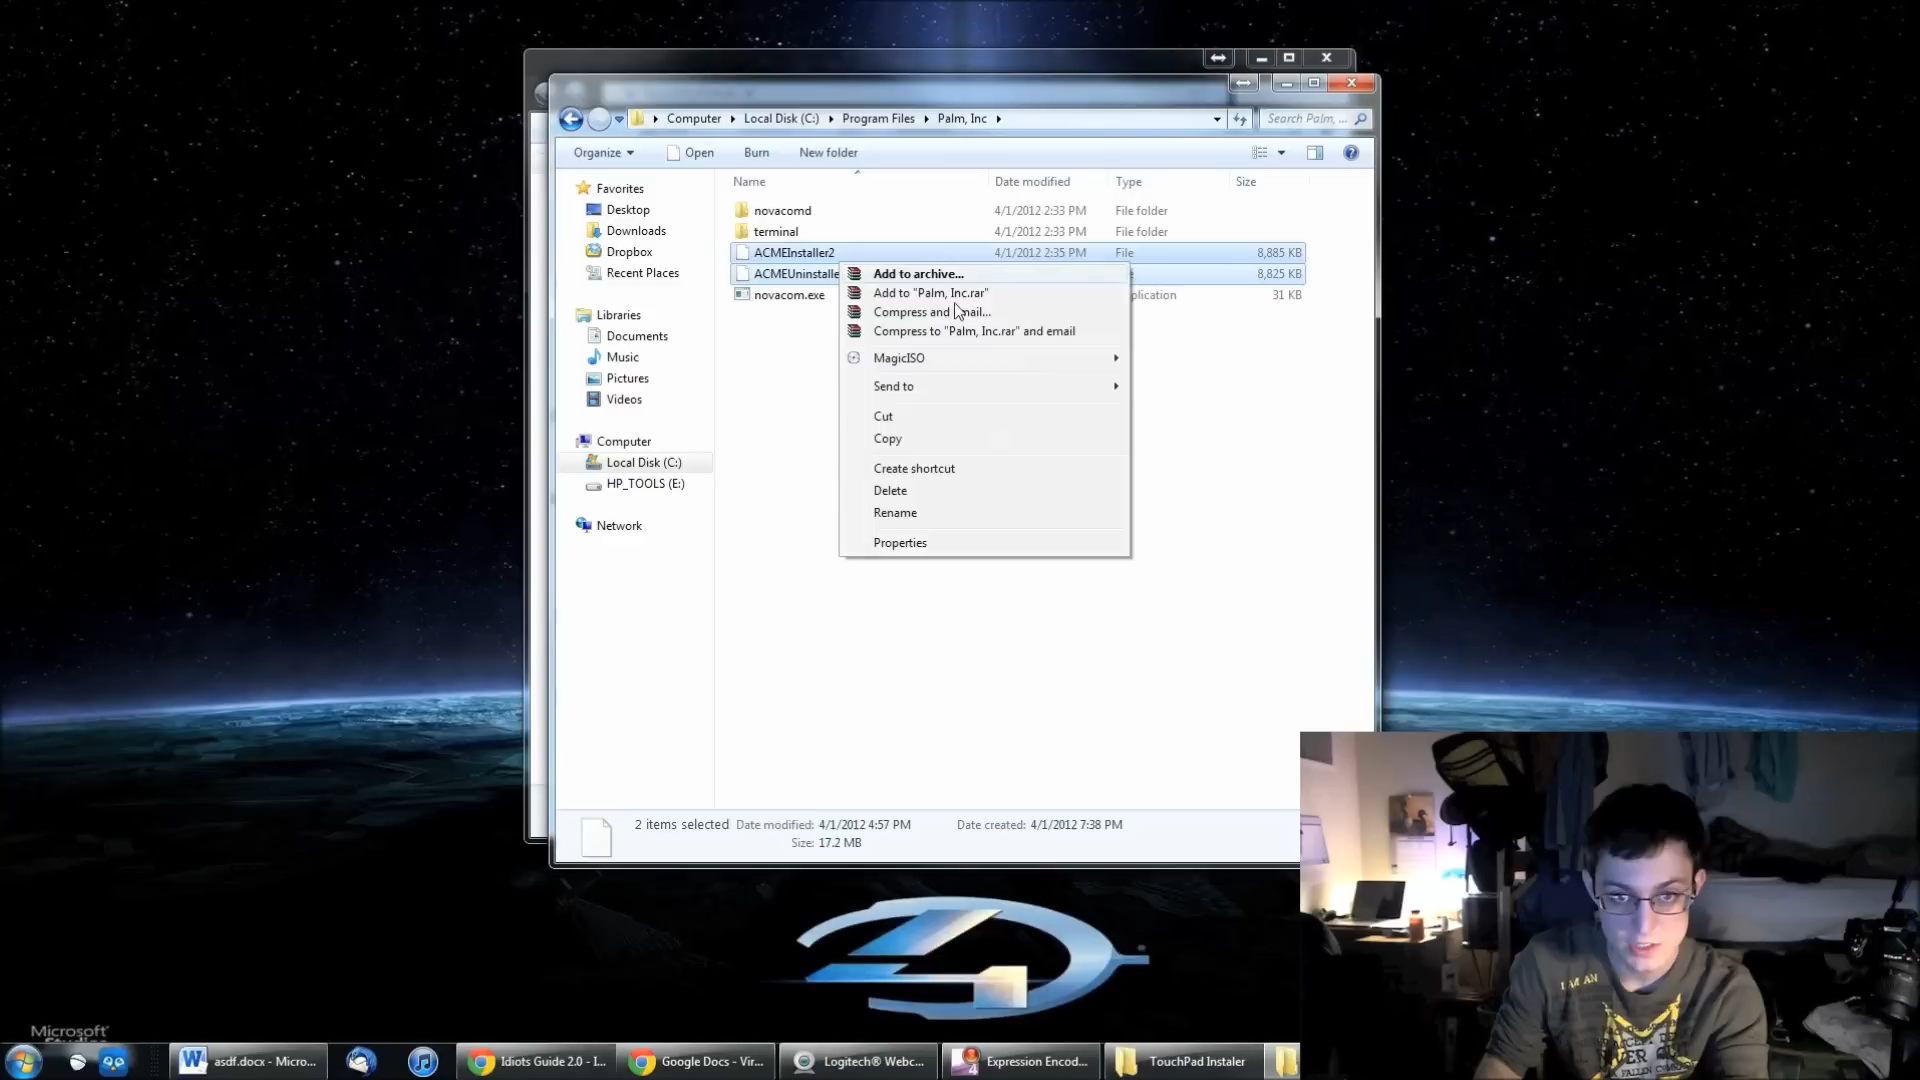 Computer
Local Disk (C:)
Program Files
Palm, Inc
Search Palm, ...
Organize
Open
Burn
New folder
Name
Date modified
Type
Size
Favorites
Desktop
Downloads
Dropbox
Recent Places
Libraries
Documents
Music
Pictures
Videos
Computer
Local Disk (C:)
HP_TOOLS (E:)
Network
novacomd 4/1/2012 2:33 PM File folder
terminal 4/1/2012 2:33 PM File folder
ACMEInstaller2 4/1/2012 2:35 PM File 8,885 KB
ACMEUninstalle 8,825 KB
novacom.exe plication 31 KB
Add to archive...
Add to "Palm, Inc.rar"
Compress and mail...
Compress to "Palm, Inc.rar" and email
MagicISO
Send to
Cut
Copy
Create shortcut
Delete
Rename
Properties
2 items selected Date modified: 4/1/2012 4:57 PM Date created: 4/1/2012 7:38 PM
Size: 17.2 MB
4
I AM AN
FALLEN
Microsoft
asdf.docx - Micro...
Idiots Guide 2.0 - I...
Google Docs - Vir...
Logitech® Webc...
Expression Encod...
TouchPad Instaler